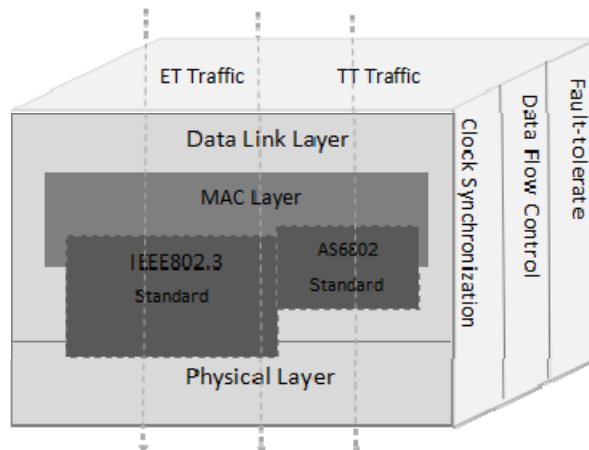 ET Traffic
TT Traffic
Data Link Layer
MAC Layer
IEEE802.3
Standard
AS6802
Standard
Physical Layer
Clock Synchronization
Data Flow Control
Fault-tolerate